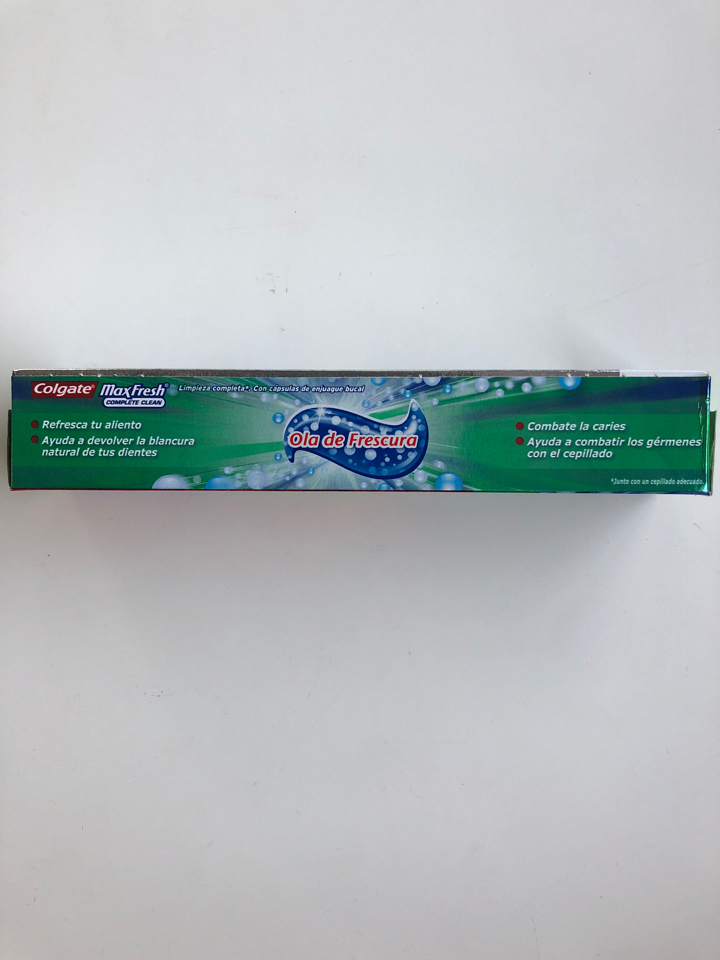 Colgate® MaxFresh® Limpieza completa*. Con cápsulas de enjuague bucal
COMPLETE CLEAN
Refresca tu aliento
Ayuda a devolver la blancura
natural de tus dientes
Ola de Frescura
Combate la caries
Ayuda a combatir los gérmenes
con el cepillado
*Junto con un cepillado adecuado.